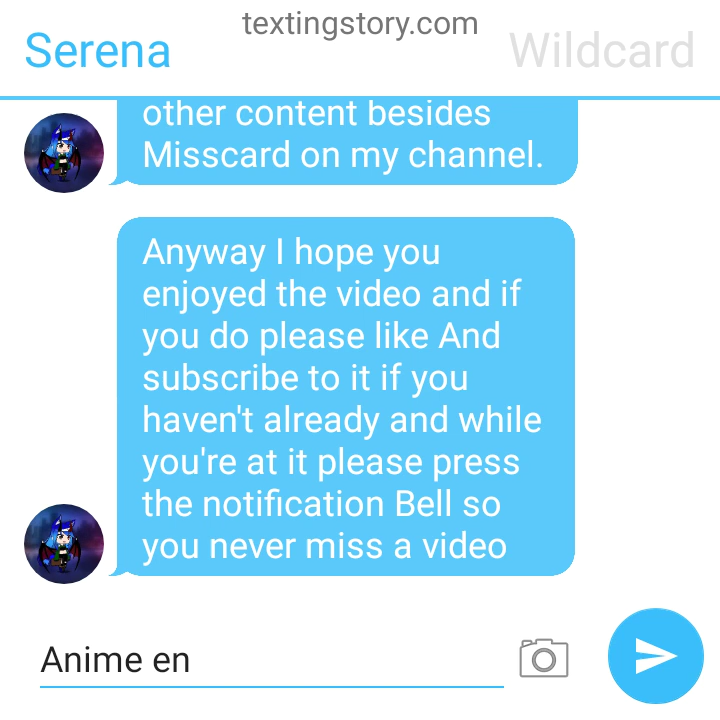 textingstory.com
Serena
Wildcard
other content besides
Misscard on my channel.
Anyway I hope you
enjoyed the video and if
you do please like And
subscribe to it if you
haven't already and while
you're at it please press
the notification Bell so
you never miss a video
Anime en